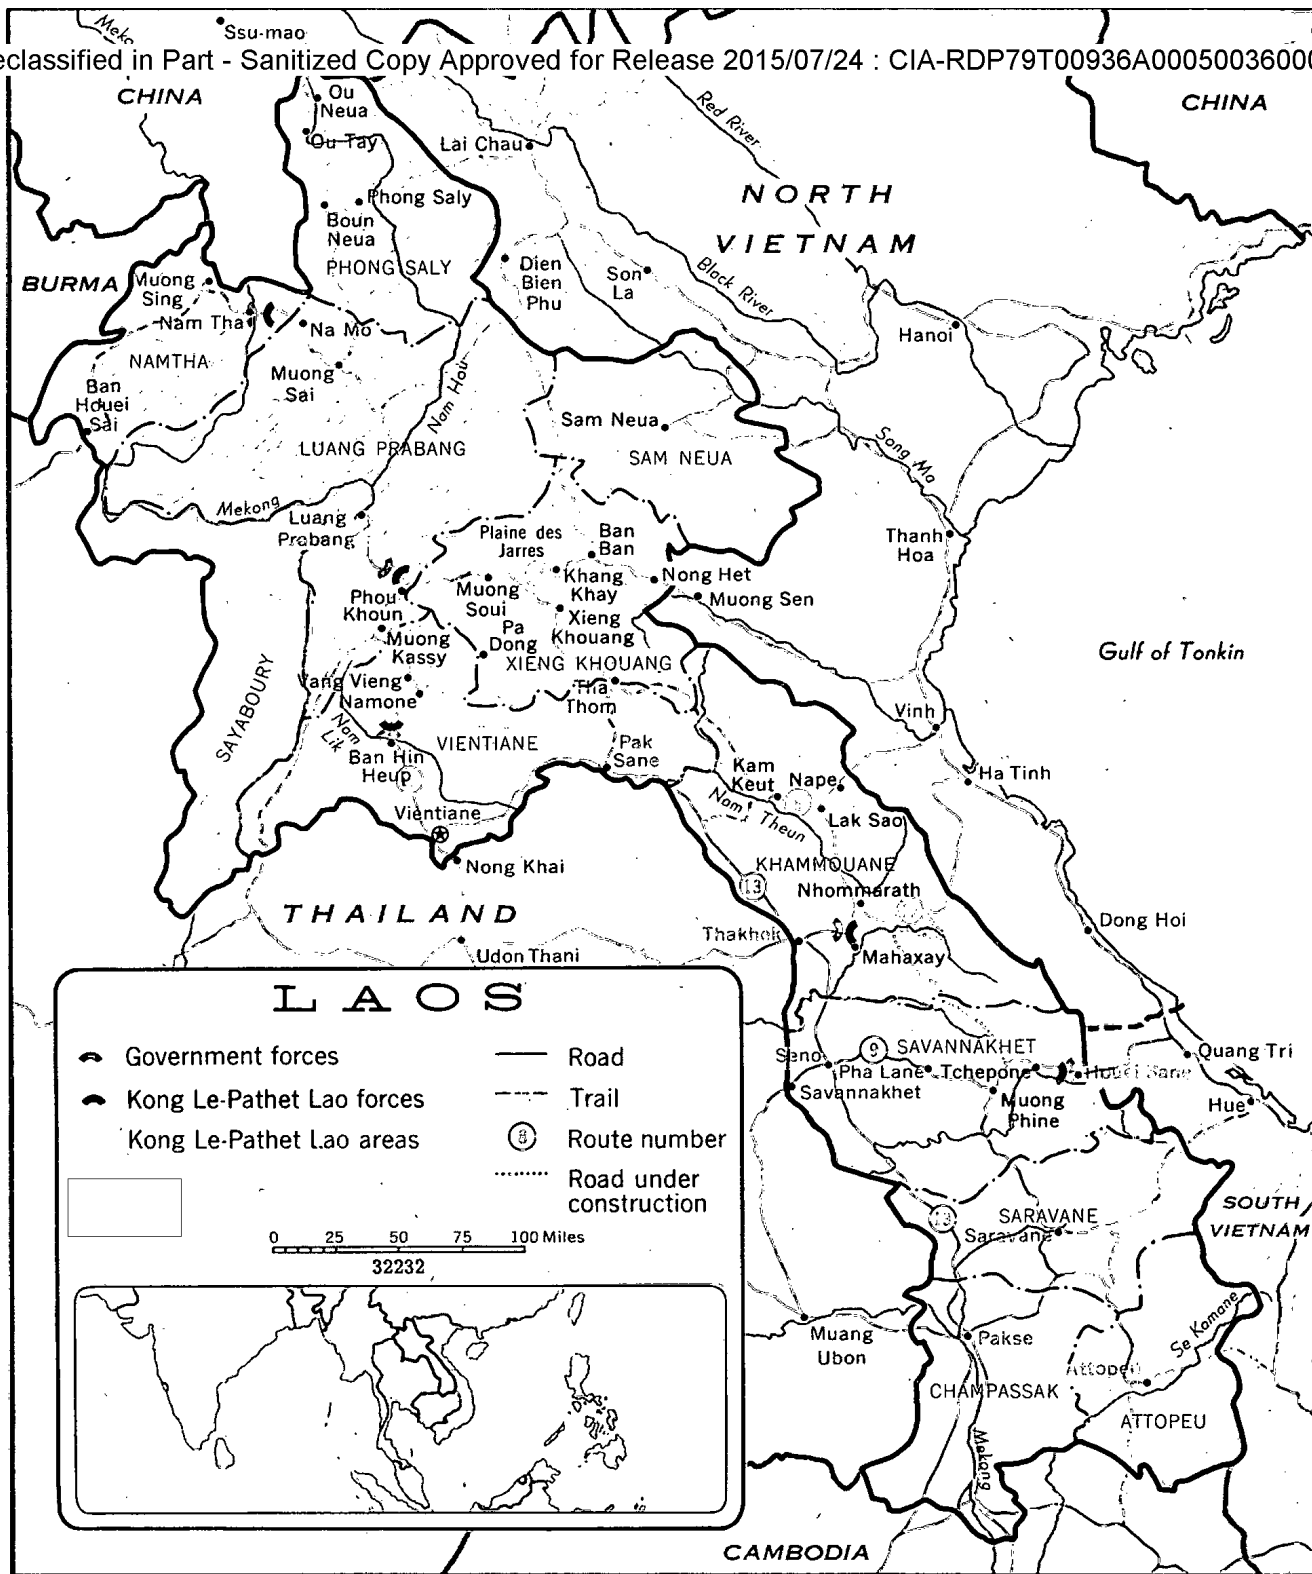 Ssu-mao
eclassified in Part - Sanitized Copy Approved for Release 2015/07/24 : CIA-RDP79T00936A00050036000
CHINA
Ou
Neua
Red River
CHINA
Ou Tay
Lai Chau
NORTH
VIETNAM
Phong Saly
Boun
Neua
PHONG SALY
BURMA
Muong
Sing
Dien
Bien
Phu
Son
La
Black River
Nam Tha
Na Mo
Hanoi
NAMTHA
Muong
Sai
Ban
Houei
Sai
Nam Hou
Sam Neua
LUANG PRABANG
SAM NEUA
Song Ma
Mekong
Luang
Prabang
Plaine des
Jarres
Ban
Ban
Thanh
Hoa
Khang
Khay
Nong Het
Muong
Soui
Muong Sen
Phou
Khoun
Xieng
Khouang
Muong
Kassy
Pa
Dong
XIENG KHOUANG
Gulf of Tonkin
SAYABOURY
Vang Vieng
Namone
Tha
Thom
Vinh
Nam
Lik
Ban Hin
Heup
VIENTIANE
Pak
Sane
Kam
Keut
Nape
Ha Tinh
8
Nam Theun
Lak Sao
Vientiane
Nong Khai
KHAMMOUANE
13
Nhommarath
THAILAND
Thakhek
Dong Hoi
Udon Thani
Mahaxay
LAOS
Government forces
Kong Le-Pathet Lao forces
Kong Le-Pathet Lao areas
Road
Trail
8
Route number
Road under
construction
0 25 50 75 100 Miles
32232
Seno
9
SAVANNAKHET
Quang Tri
Pha Lane
Tchepone
Houei Sane
Savannakhet
Muong
Phine
Hue
SOUTH
VIETNAM
13
SARAVANE
Saravane
Se Kamane
Muang
Ubon
Pakse
Attopeu
CHAMPASSAK
ATTOPEU
Mekong
CAMBODIA